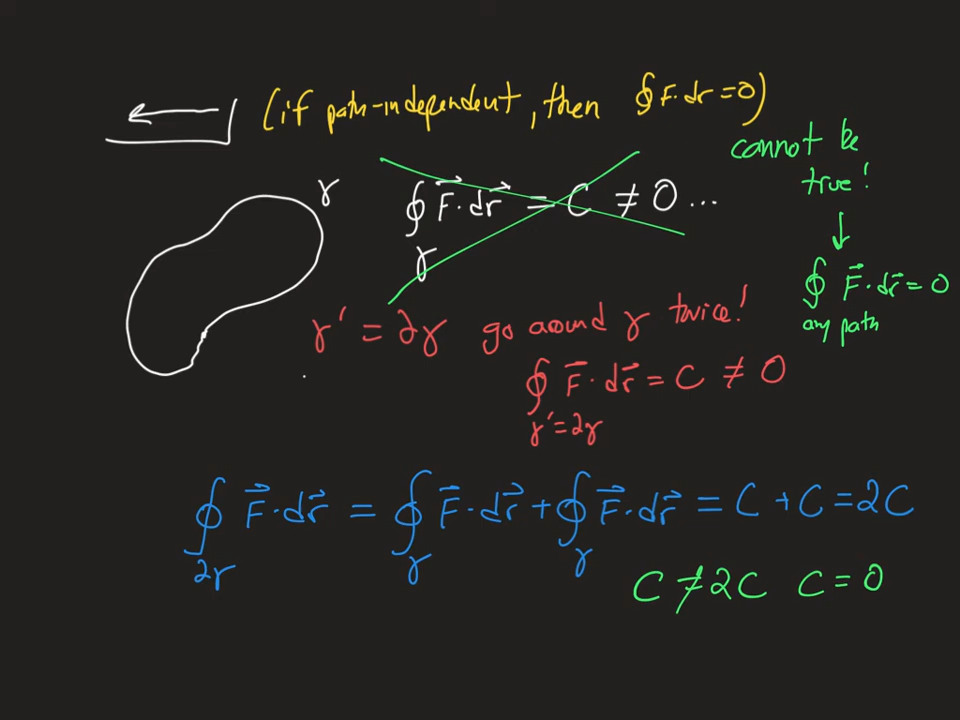 (if path-independent, then ∮F·dr=0)
cannot be
true!
∮ F⃗·dr⃗ = C ≠ 0 ...
γ
γ
↓
∮ F⃗·dr⃗ = 0
any path
γ' = 2γ go around γ twice!
∮ F⃗·dr⃗ = C ≠ 0
γ'=2γ
∮ F⃗·dr⃗ = ∮ F⃗·dr⃗ + ∮ F⃗·dr⃗ = C + C = 2C
2γ γ γ
C ≠ 2C C = 0